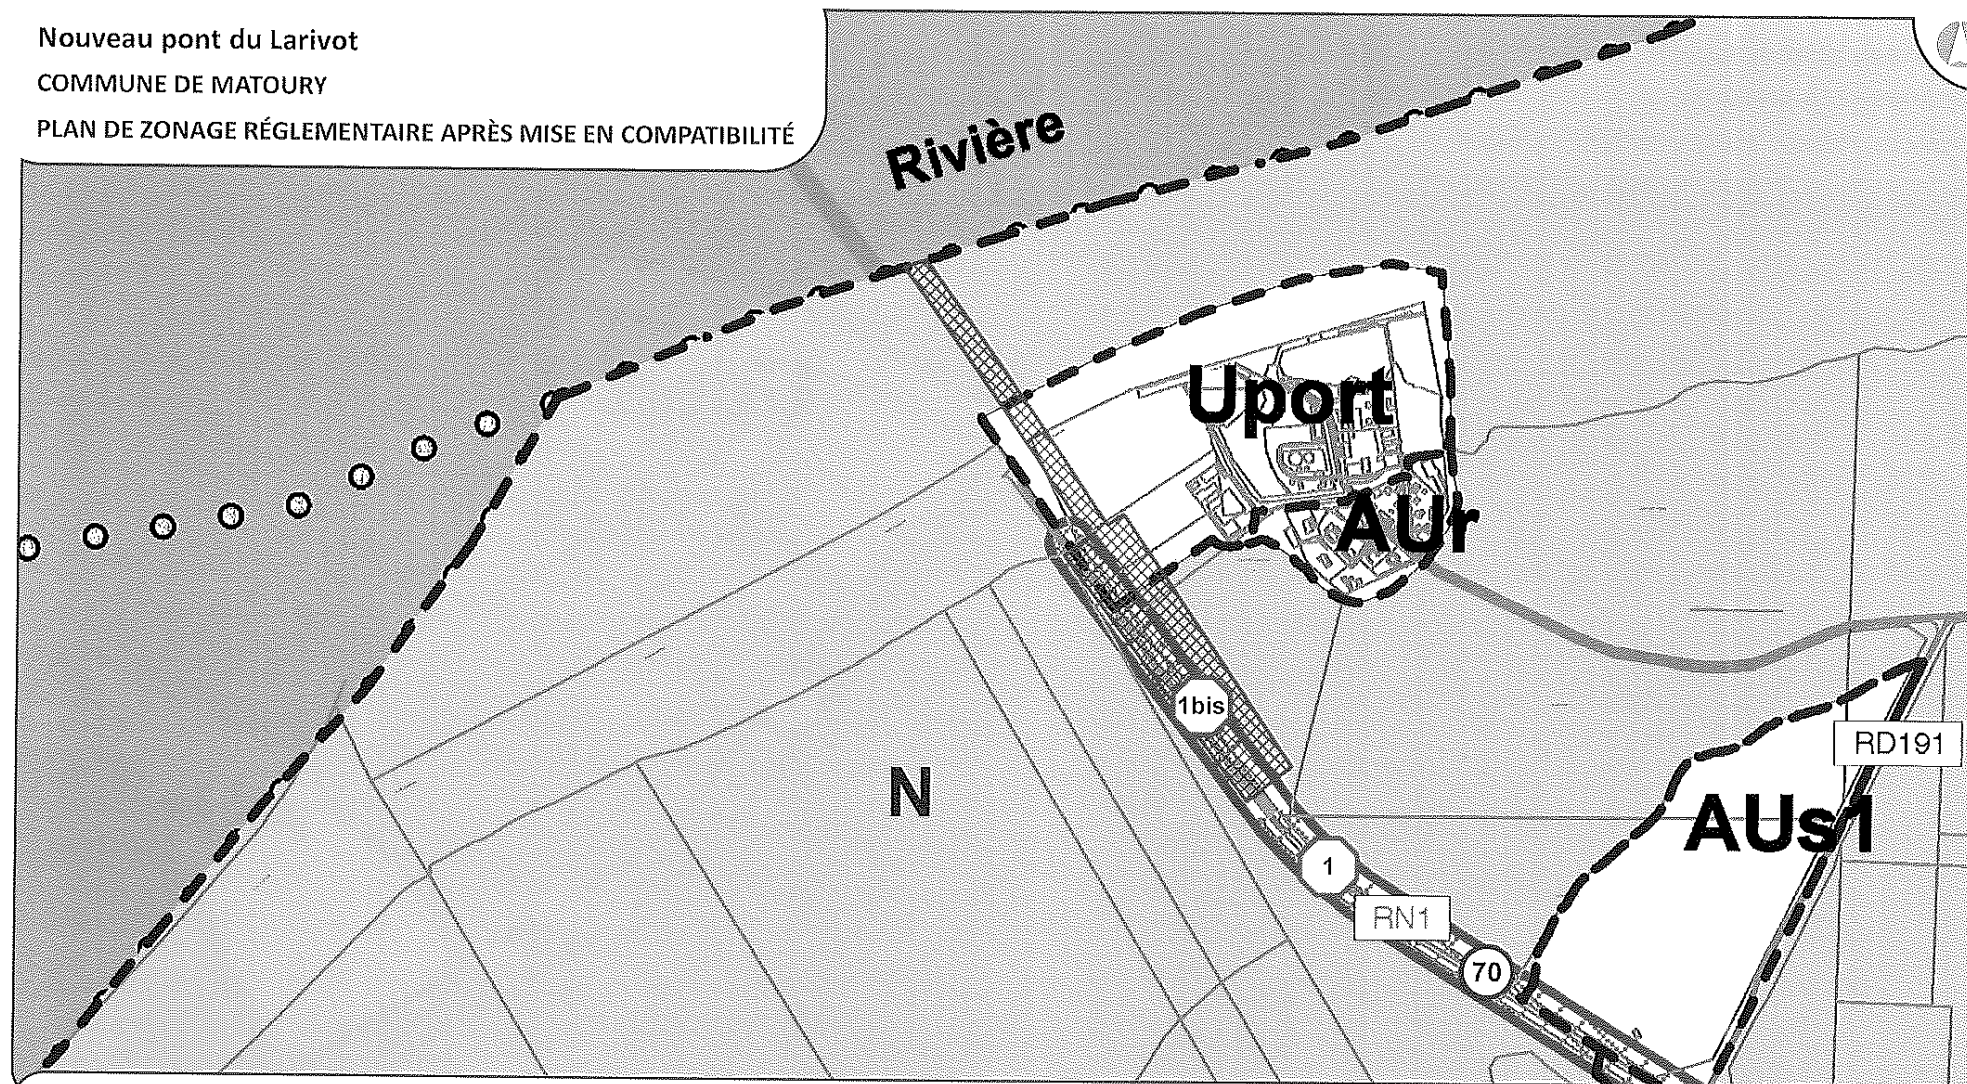 Nouveau pont du Larivot
COMMUNE DE MATOURY
PLAN DE ZONAGE RÉGLEMENTAIRE APRÈS MISE EN COMPATIBILITÉ
Rivière
Uport
AUr
1bis
RD191
N
AUs1
1
RN1
70